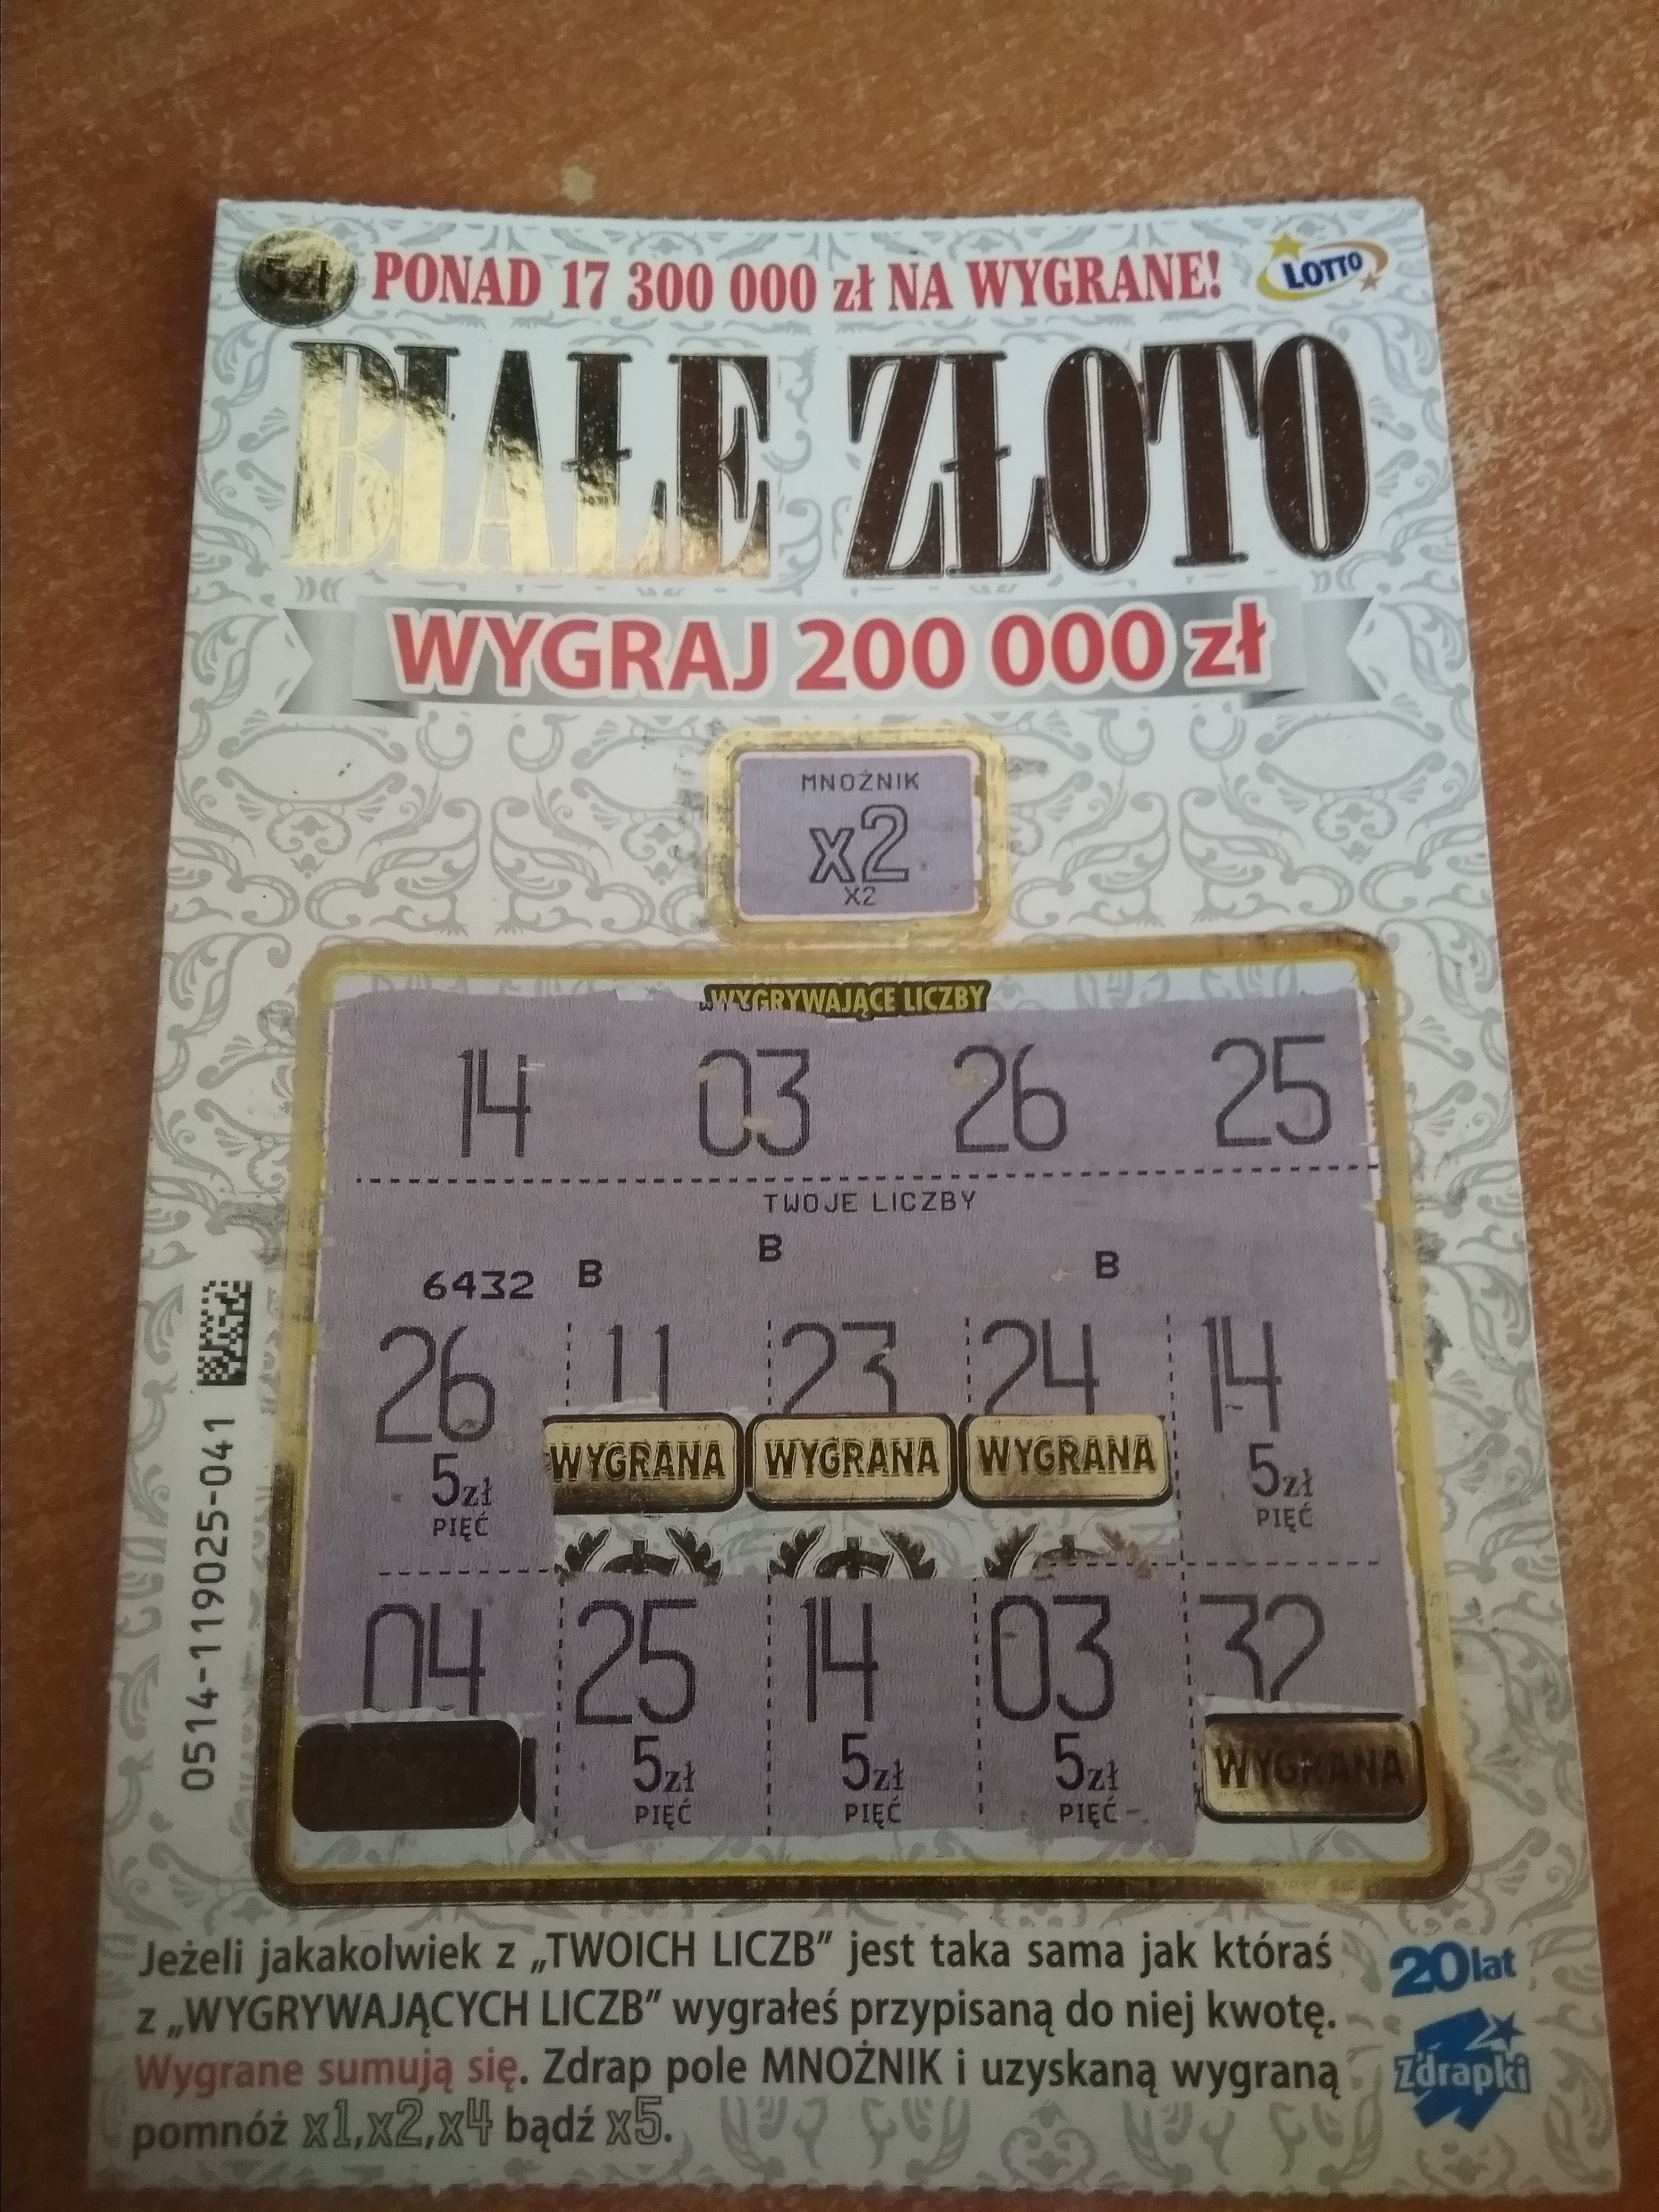 5zł PONAD 17 300 000 zł NA WYGRANE! LOTTO
BIAŁE ZŁOTO
WYGRAJ 200 000 zł
MNOŻNIK
x2
X2
WYGRYWAJĄCE LICZBY
14 03 26 25
TWOJE LICZBY
B
6432 B B
26 11 23 24 14
WYGRANA WYGRANA WYGRANA
5zł 5zł
PIĘĆ PIĘĆ
04 25 14 03 32
5zł 5zł 5zł WYGRANA
PIĘĆ PIĘĆ PIĘĆ
0514-119025-041
Jeżeli jakakolwiek z „TWOICH LICZB” jest taka sama jak któraś
z „WYGRYWAJĄCYCH LICZB” wygrałeś przypisaną do niej kwotę.
Wygrane sumują się. Zdrap pole MNOŻNIK i uzyskaną wygraną
pomnóż x1,x2,x4 bądź x5.
20 lat
Zdrapki